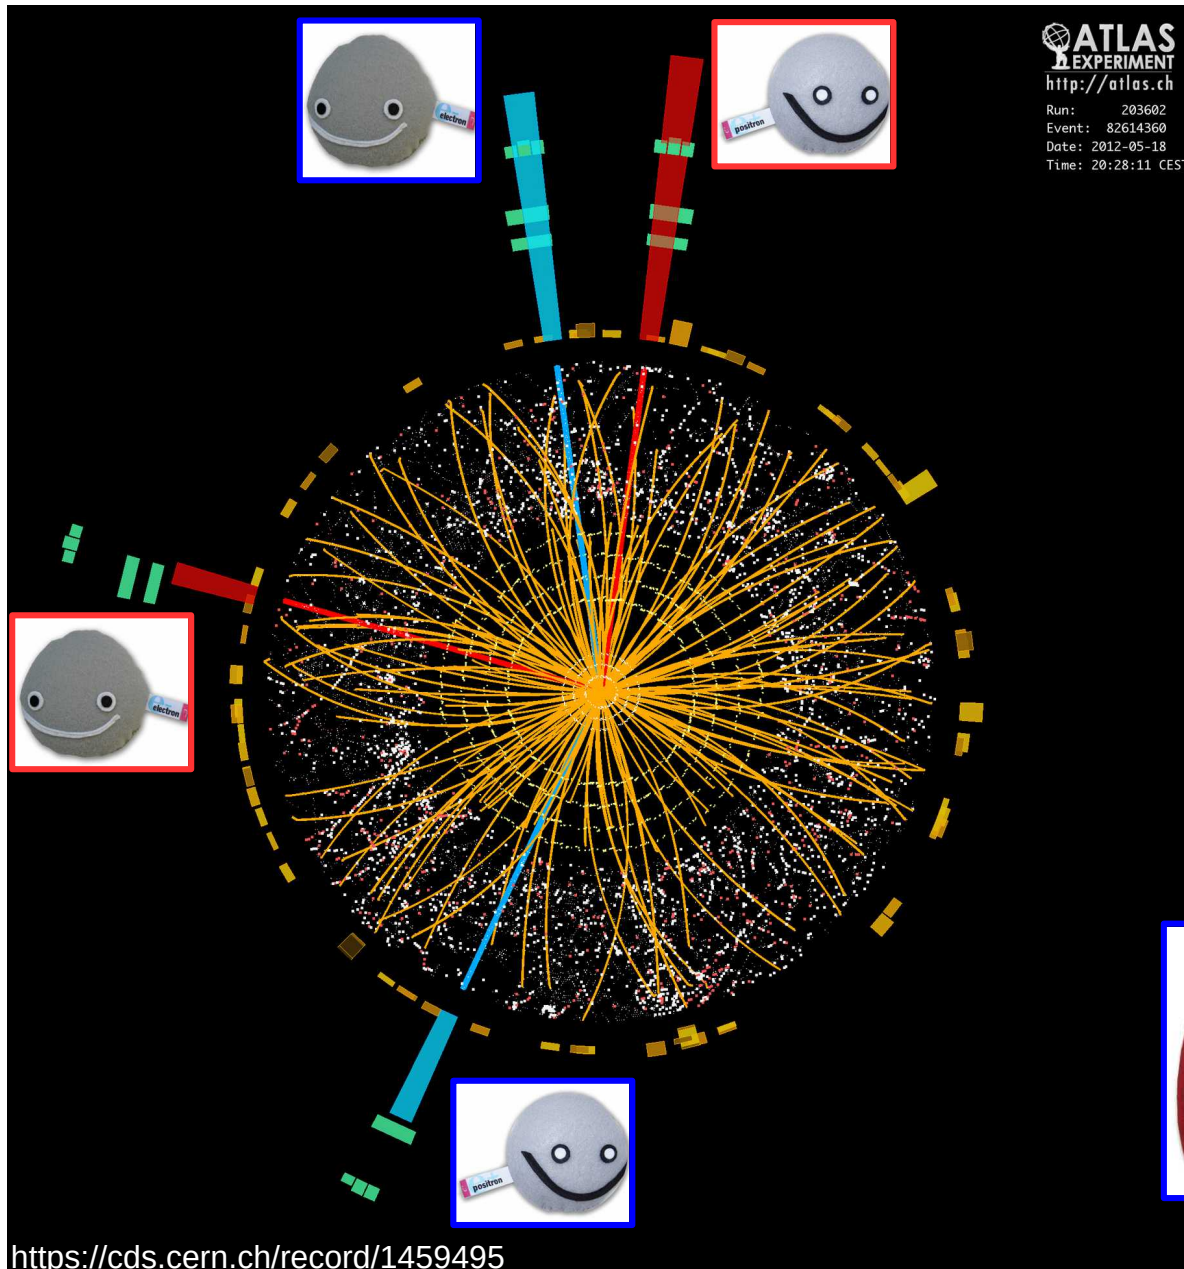 ATLAS
EXPERIMENT
http://atlas.ch
Run: 203602
Event: 82614360
Date: 2012-05-18
Time: 20:28:11 CEST
electron
positron
electron
positron
https://cds.cern.ch/record/1459495